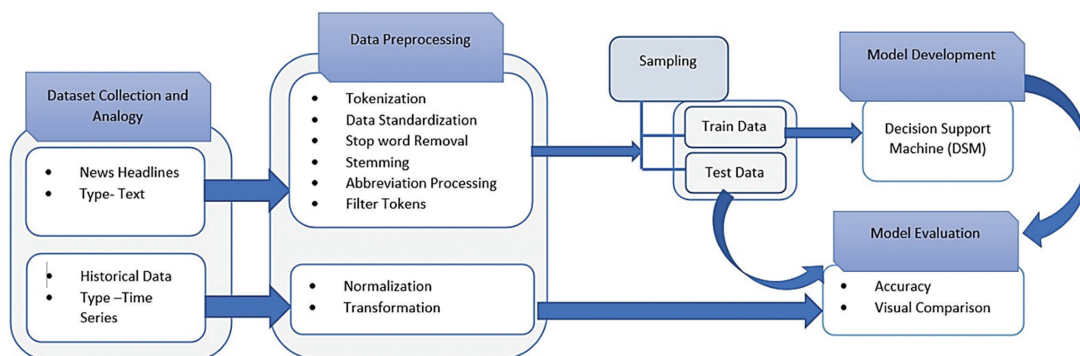 Dataset Collection and
Analogy
• News Headlines
• Type- Text
• Historical Data
• Type –Time
Series
Data Preprocessing
• Tokenization
• Data Standardization
• Stop word Removal
• Stemming
• Abbreviation Processing
• Filter Tokens
• Normalization
• Transformation
Sampling
Train Data
Test Data
Model Development
Decision Support
Machine (DSM)
Model Evaluation
• Accuracy
• Visual Comparison